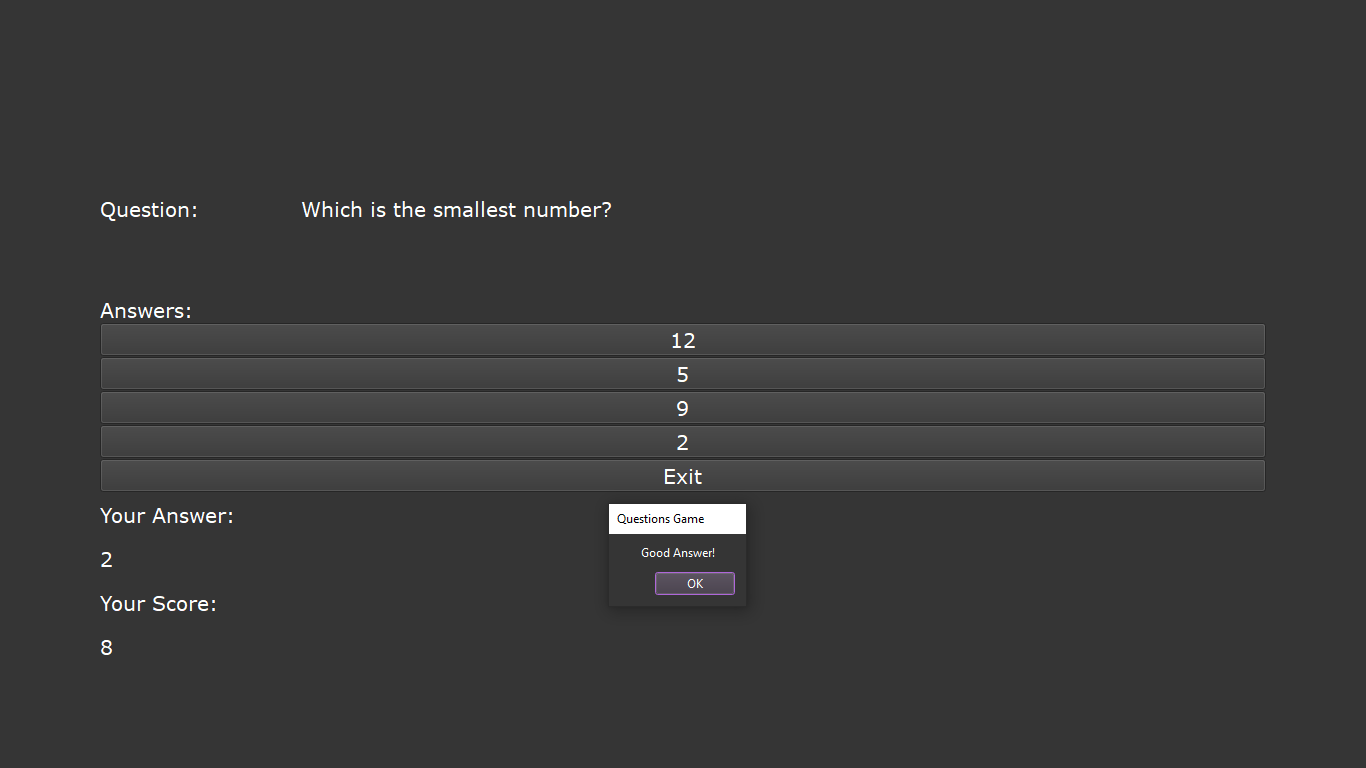 Question: Which is the smallest number?
Answers:
12
5
9
2
Exit
Your Answer:
2
Your Score:
8
Questions Game
Good Answer!
OK